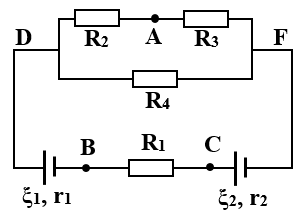 D R₂ A R₃ F
R₄
B R₁ C
ξ₁, r₁ ξ₂, r₂